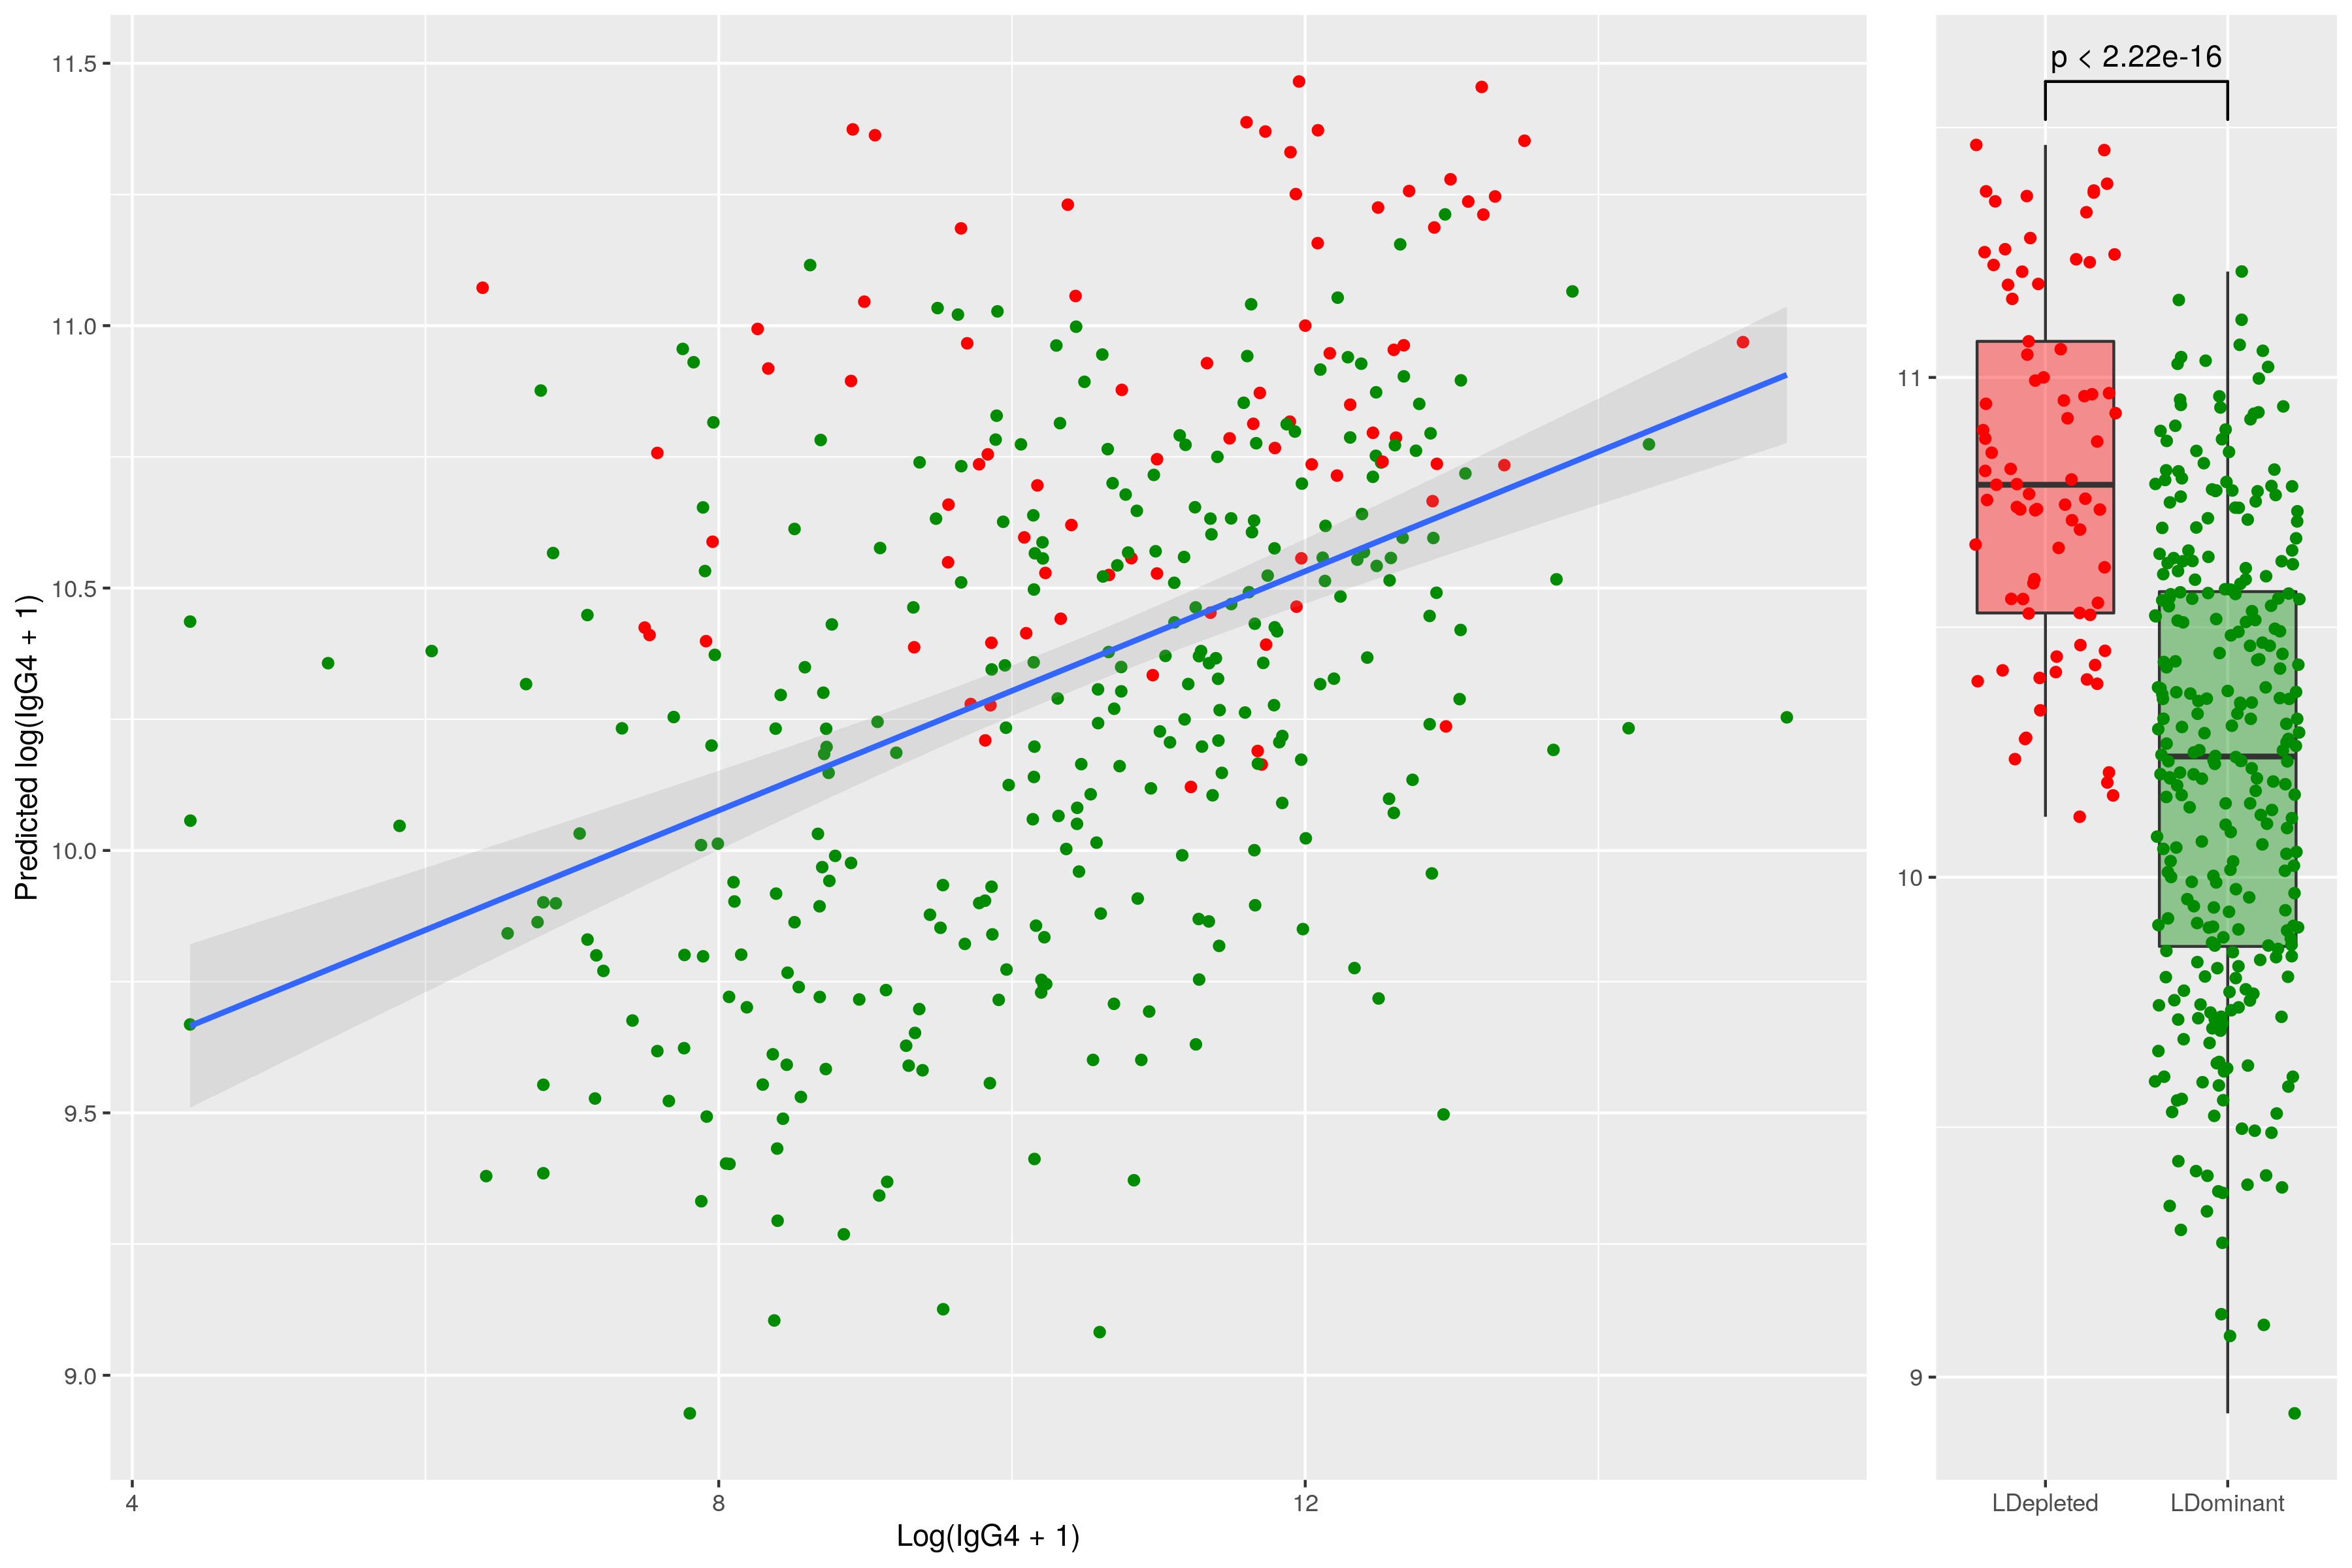 Predicted log(IgG4 + 1)
11.5
11.0
10.5
10.0
9.5
9.0
4
8
12
Log(IgG4 + 1)
p < 2.22e-16
11
10
9
LDepleted
LDominant